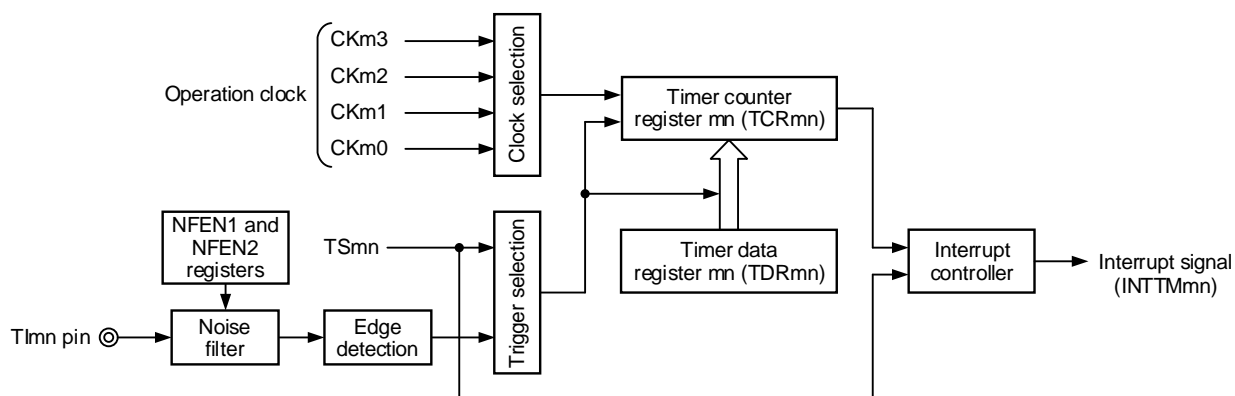 Operation clock
CKm3
CKm2
CKm1
CKm0
Clock selection
Timer counter
register mn (TCRmn)
NFEN1 and
NFEN2
registers
TSmn
Trigger selection
Timer data
register mn (TDRmn)
Interrupt
controller
Interrupt signal
(INTTMmn)
TImn pin
Noise
filter
Edge
detection